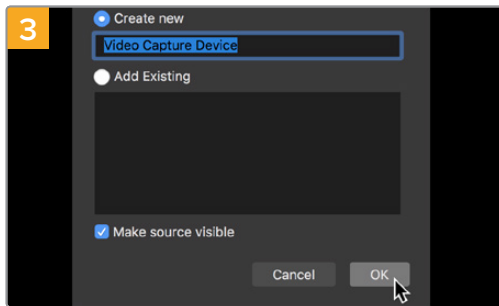 3
Create new
Video Capture Device
Add Existing
Make source visible
Cancel OK